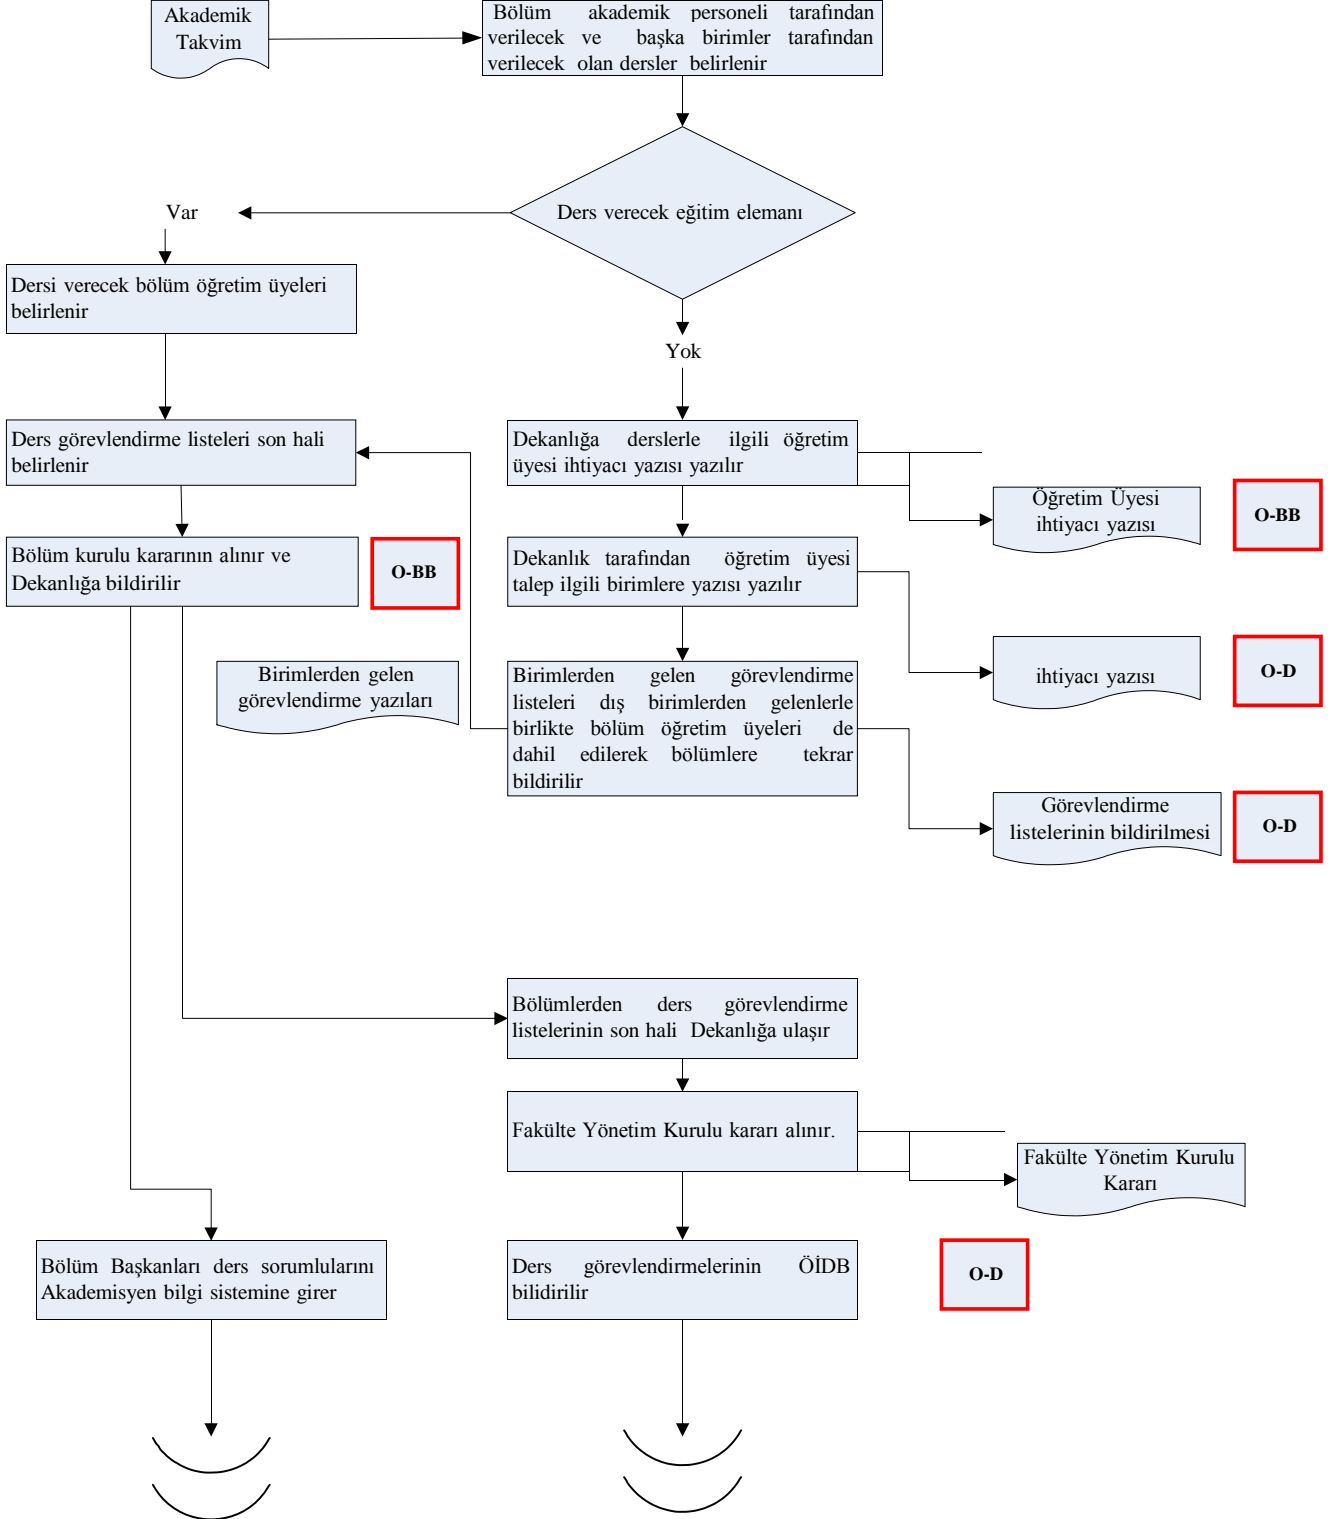 Akademik
Takvim
Bölüm akademik personeli tarafından
verilecek ve başka birimler tarafından
verilecek olan dersler belirlenir
Ders verecek eğitim elemanı
Var
Dersi verecek bölüm öğretim üyeleri
belirlenir
Yok
Ders görevlendirme listeleri son hali
belirlenir
Dekanlığa derslerle ilgili öğretim
üyesi ihtiyacı yazısı yazılır
Öğretim Üyesi
ihtiyacı yazısı
O-BB
Bölüm kurulu kararının alınır ve
Dekanlığa bildirilir
O-BB
Dekanlık tarafından öğretim üyesi
talep ilgili birimlere yazısı yazılır
ihtiyacı yazısı
O-D
Birimlerden gelen
görevlendirme yazıları
Birimlerden gelen görevlendirme
listeleri dış birimlerden gelenlerle
birlikte bölüm öğretim üyeleri de
dahil edilerek bölümlere tekrar
bildirilir
Görevlendirme
listelerinin bildirilmesi
O-D
Bölümlerden ders görevlendirme
listelerinin son hali Dekanlığa ulaşır
Fakülte Yönetim Kurulu kararı alınır.
Fakülte Yönetim Kurulu
Kararı
Bölüm Başkanları ders sorumlularını
Akademisyen bilgi sistemine girer
Ders görevlendirmelerinin ÖİDB
bilidirilir
O-D